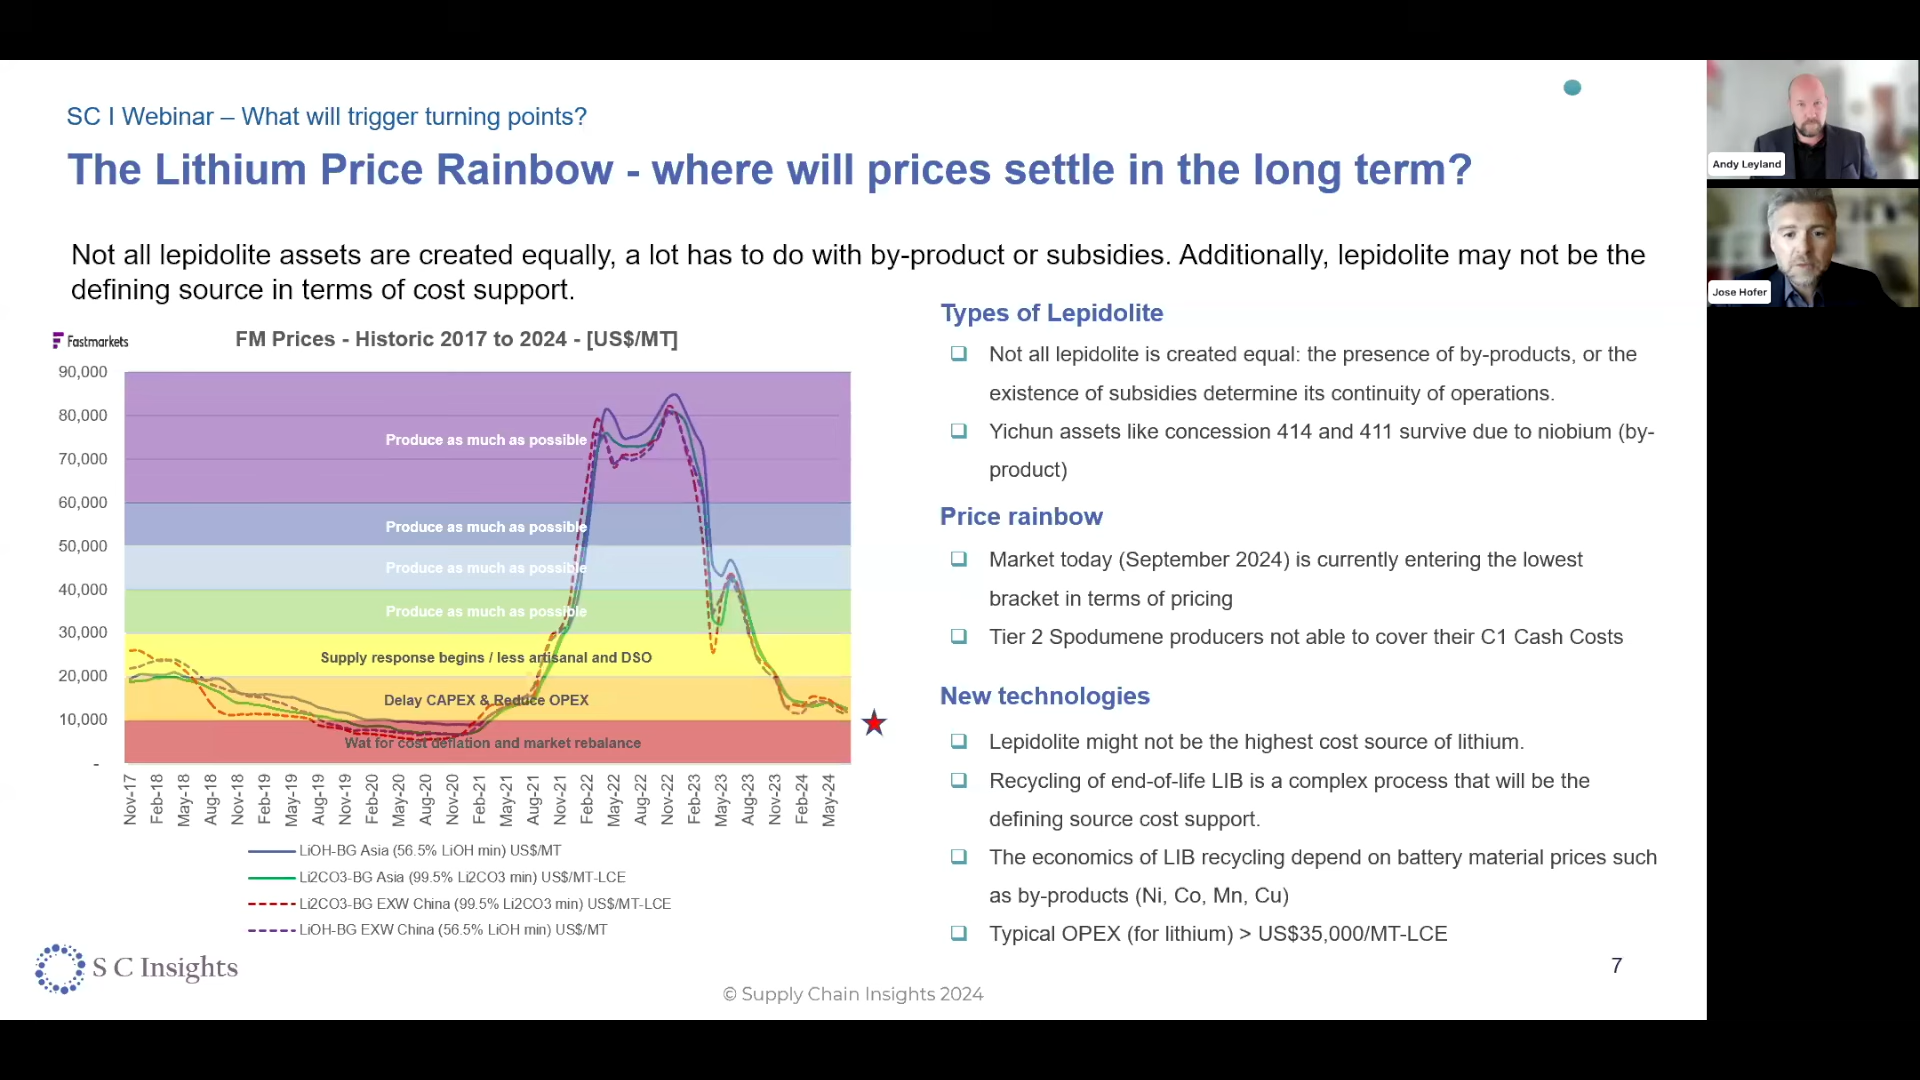 SC I Webinar – What will trigger turning points?
The Lithium Price Rainbow - where will prices settle in the long term?
Not all lepidolite assets are created equally, a lot has to do with by-product or subsidies. Additionally, lepidolite may not be the
defining source in terms of cost support.
Fastmarkets
FM Prices - Historic 2017 to 2024 - [US$/MT]
90,000
80,000
70,000
60,000
50,000
40,000
30,000
20,000
10,000
-
Produce as much as possible
Produce as much as possible
Produce as much as possible
Produce as much as possible
Supply response begins / less artisanal and DSO
Delay CAPEX & Reduce OPEX
Wat for cost deflation and market rebalance
Nov-17
Feb-18
May-18
Aug-18
Nov-18
Feb-19
May-19
Aug-19
Nov-19
Feb-20
May-20
Aug-20
Nov-20
Feb-21
May-21
Aug-21
Nov-21
Feb-22
May-22
Aug-22
Nov-22
Feb-23
May-23
Aug-23
Nov-23
Feb-24
May-24
LiOH-BG Asia (56.5% LiOH min) US$/MT
Li2CO3-BG Asia (99.5% Li2CO3 min) US$/MT-LCE
Li2CO3-BG EXW China (99.5% Li2CO3 min) US$/MT-LCE
LiOH-BG EXW China (56.5% LiOH min) US$/MT
Types of Lepidolite
Not all lepidolite is created equal: the presence of by-products, or the
existence of subsidies determine its continuity of operations.
Yichun assets like concession 414 and 411 survive due to niobium (by-
product)
Price rainbow
Market today (September 2024) is currently entering the lowest
bracket in terms of pricing
Tier 2 Spodumene producers not able to cover their C1 Cash Costs
New technologies
Lepidolite might not be the highest cost source of lithium.
Recycling of end-of-life LIB is a complex process that will be the
defining source cost support.
The economics of LIB recycling depend on battery material prices such
as by-products (Ni, Co, Mn, Cu)
Typical OPEX (for lithium) > US$35,000/MT-LCE
S C Insights
7
© Supply Chain Insights 2024
Andy Leyland
Jose Hofer